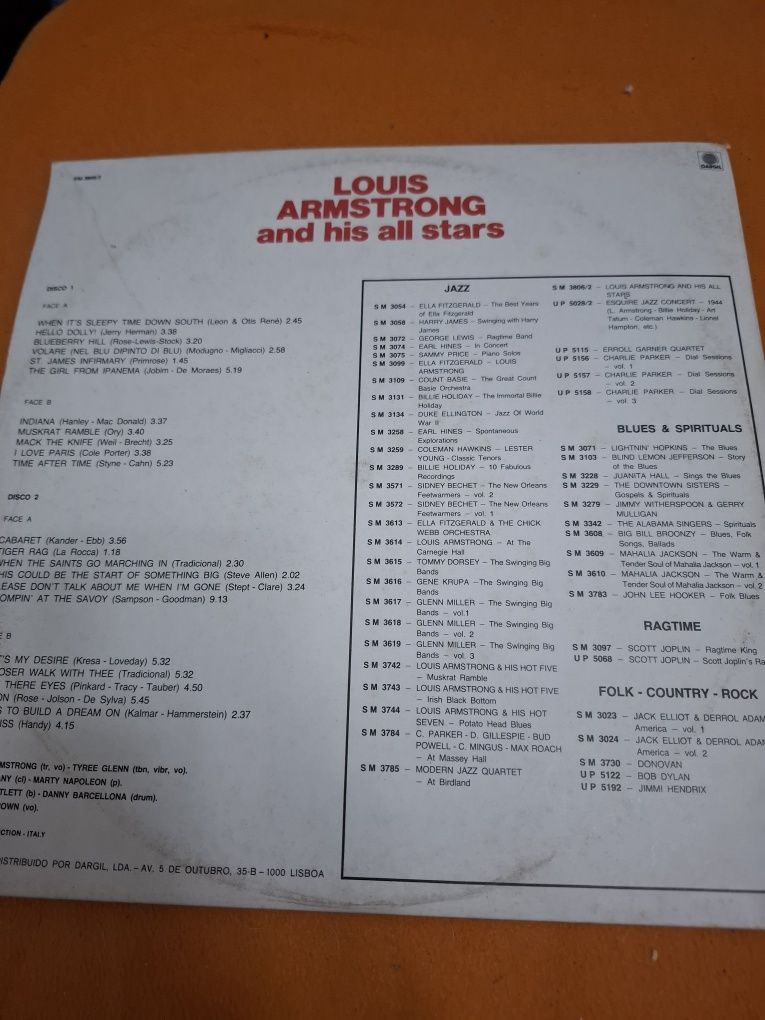 DARGIL
LOUIS
ARMSTRONG
and his all stars
DISCO 1
FACE A
WHEN IT'S SLEEPY TIME DOWN SOUTH (Leon & Otis René) 2.45
HELLO DOLLY! (Jerry Herman) 3.38
BLUEBERRY HILL (Rose-Lewis-Stock) 3.20
VOLARE (NEL BLU DIPINTO DI BLU) (Modugno - Migliacci) 2.58
ST. JAMES INFIRMARY (Primrose) 1.45
THE GIRL FROM IPANEMA (Jobim - De Moraes) 5.19
FACE B
INDIANA (Hanley - Mac Donald) 3.37
MUSKRAT RAMBLE (Ory) 3.40
MACK THE KNIFE (Weil - Brecht) 3.25
I LOVE PARIS (Cole Porter) 3.38
TIME AFTER TIME (Styne - Cahn) 5.23
DISCO 2
FACE A
CABARET (Kander - Ebb) 3.56
TIGER RAG (La Rocca) 1.18
WHEN THE SAINTS GO MARCHING IN (Tradicional) 2.30
HIS COULD BE THE START OF SOMETHING BIG (Steve Allen) 2.02
LEASE DON'T TALK ABOUT ME WHEN I'M GONE (Stept - Clare) 3.24
OMPIN' AT THE SAVOY (Sampson - Goodman) 9.13
E B
T'S MY DESIRE (Kresa - Loveday) 5.32
OSER WALK WITH THEE (Tradicional) 5.32
THERE EYES (Pinkard - Tracy - Tauber) 4.50
ON (Rose - Jolson - De Sylva) 5.45
S TO BUILD A DREAM ON (Kalmar - Hammerstein) 2.37
ISS (Handy) 4.15
MSTRONG (tr, vo) - TYREE GLENN (tbn, vibr, vo).
NY (cl) - MARTY NAPOLEON (p).
TLETT (b) - DANNY BARCELLONA (drum).
OWN (vo).
CTION - ITALY
ISTRIBUIDO POR DARGIL, LDA. – AV. 5 DE OUTUBRO, 35-B – 1000 LISBOA
JAZZ
S M 3054 – ELLA FITZGERALD – The Best Years
of Ella Fitzgerald
S M 3058 – HARRY JAMES – Swinging with Harry
James
S M 3072 – GEORGE LEWIS – Ragtime Band
S M 3074 – EARL HINES – In Concert
S M 3075 – SAMMY PRICE – Piano Solos
S M 3099 – ELLA FITZGERALD – LOUIS
ARMSTRONG
S M 3109 – COUNT BASIE – The Great Count
Basie Orchestra
S M 3131 – BILLIE HOLIDAY – The Immortal Billie
Holiday
S M 3134 – DUKE ELLINGTON – Jazz Of World
War II
S M 3258 – EARL HINES – Spontaneous
Explorations
S M 3259 – COLEMAN HAWKINS – LESTER
YOUNG - Classic Tenors
S M 3289 – BILLIE HOLIDAY – 10 Fabulous
Recordings
S M 3571 – SIDNEY BECHET – The New Orleans
Feetwarmers – vol. 2
S M 3572 – SIDNEY BECHET – The New Orleans
Feetwarmers – vol. 1
S M 3613 – ELLA FITZGERALD & THE CHICK
WEBB ORCHESTRA
S M 3614 – LOUIS ARMSTRONG – At The
Carnegie Hall
S M 3615 – TOMMY DORSEY – The Swinging Big
Bands
S M 3616 – GENE KRUPA –The Swinging Big
Bands
S M 3617 – GLENN MILLER – The Swinging Big
Bands – vol.1
S M 3618 – GLENN MILLER – The Swinging Big
Bands – vol. 2
S M 3619 – GLENN MILLER – The Swinging Big
Bands – vol. 3
S M 3742 – LOUIS ARMSTRONG & HIS HOT FIVE
– Muskrat Ramble
S M 3743 – LOUIS ARMSTRONG & HIS HOT FIVE
– Irish Black Bottom
S M 3744 – LOUIS ARMSTRONG & HIS HOT
SEVEN – Potato Head Blues
S M 3784 – C. PARKER - D. GILLESPIE - BUD
POWELL - C. MINGUS - MAX ROACH
– At Massey Hall
S M 3785 – MODERN JAZZ QUARTET
– At Birdland
S M 3806/2 – LOUIS ARMSTRONG AND HIS ALL
STARS
U P 5028/2 – ESQUIRE JAZZ CONCERT – 1944
(L. Armstrong - Billie Holiday - Art
Tatum - Coleman Hawkins - Lionel
Hampton, etc.)
U P 5115 – ERROLL GARNER QUARTET
U P 5156 – CHARLIE PARKER – Dial Sessions
– vol. 1
U P 5157 – CHARLIE PARKER – Dial Sessions
– vol. 2
U P 5158 – CHARLIE PARKER – Dial Sessions
– vol. 3
BLUES & SPIRITUALS
S M 3071 – LIGHTNIN' HOPKINS – The Blues
S M 3103 – BLIND LEMON JEFFERSON – Story
of the Blues
S M 3228 – JUANITA HALL – Sings the Blues
S M 3229 – THE DOWNTOWN SISTERS –
Gospels & Spirituals
S M 3279 – JIMMY WITHERSPOON & GERRY
MULLIGAN
S M 3342 – THE ALABAMA SINGERS – Spirituals
S M 3608 – BIG BILL BROONZY – Blues, Folk
Songs, Ballads
S M 3609 – MAHALIA JACKSON – The Warm &
Tender Soul of Mahalia Jackson – vol. 1
S M 3610 – MAHALIA JACKSON – The Warm &
Tender Soul of Mahalia Jackson – vol. 2
S M 3783 – JOHN LEE HOOKER – Folk Blues
RAGTIME
S M 3097 – SCOTT JOPLIN – Ragtime King
U P 5068 – SCOTT JOPLIN – Scott Joplin's Ra
FOLK - COUNTRY - ROCK
S M 3023 – JACK ELLIOT & DERROL ADAM
America – vol. 1
S M 3024 – JACK ELLIOT & DERROL ADAM
America – vol. 2
S M 3730 – DONOVAN
U P 5122 – BOB DYLAN
U P 5192 – JIMMI HENDRIX